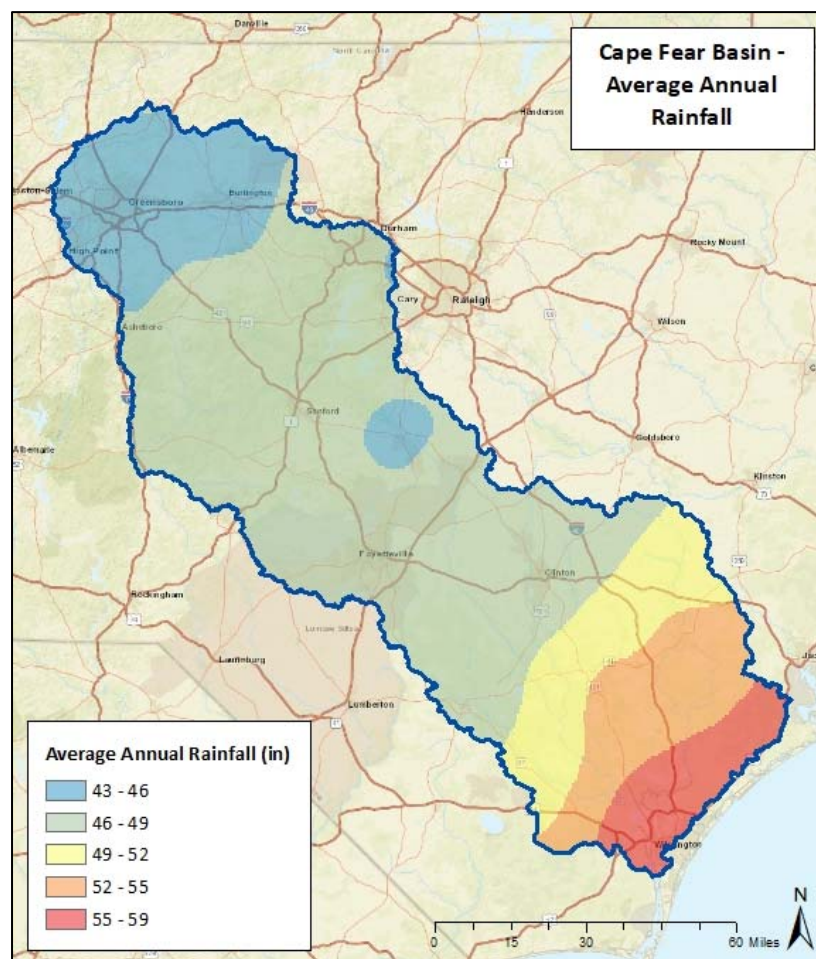 Danville
Cape Fear Basin -
Average Annual
Rainfall
North Carolina
Henderson
Greensboro
Burlington
High Point
Durham
Rocky Mount
Cary
Raleigh
Wilson
Asheboro
Sanford
Goldsboro
Albemarle
Kinston
Fayetteville
Clinton
Rockingham
Laurinburg
Lumberton
Average Annual Rainfall (in)
43 - 46
46 - 49
49 - 52
52 - 55
55 - 59
Wilmington
N
0 15 30 60 Miles